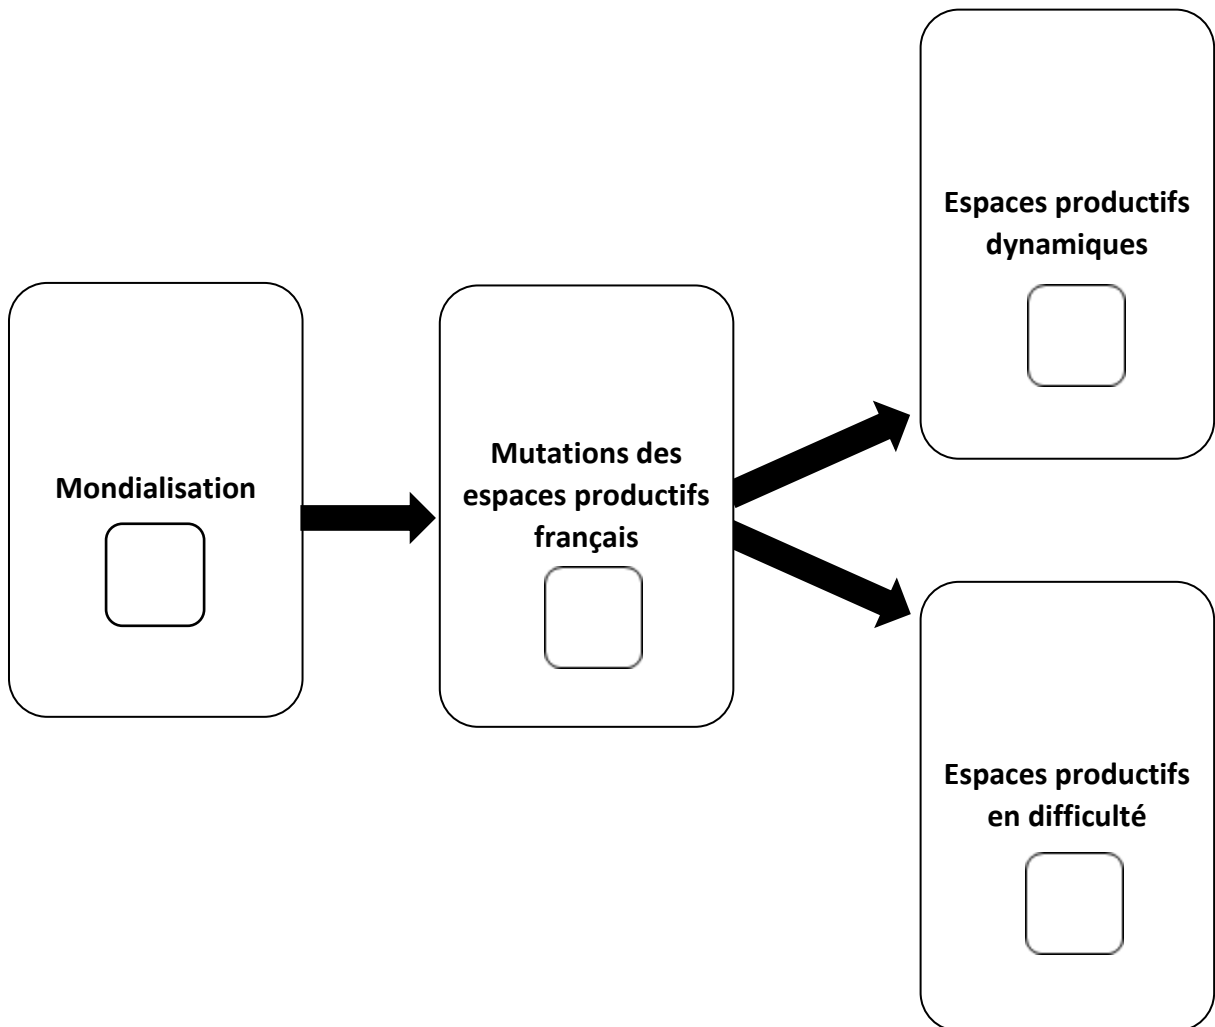 Mondialisation
Mutations des
espaces productifs
français
Espaces productifs
dynamiques
Espaces productifs
en difficulté